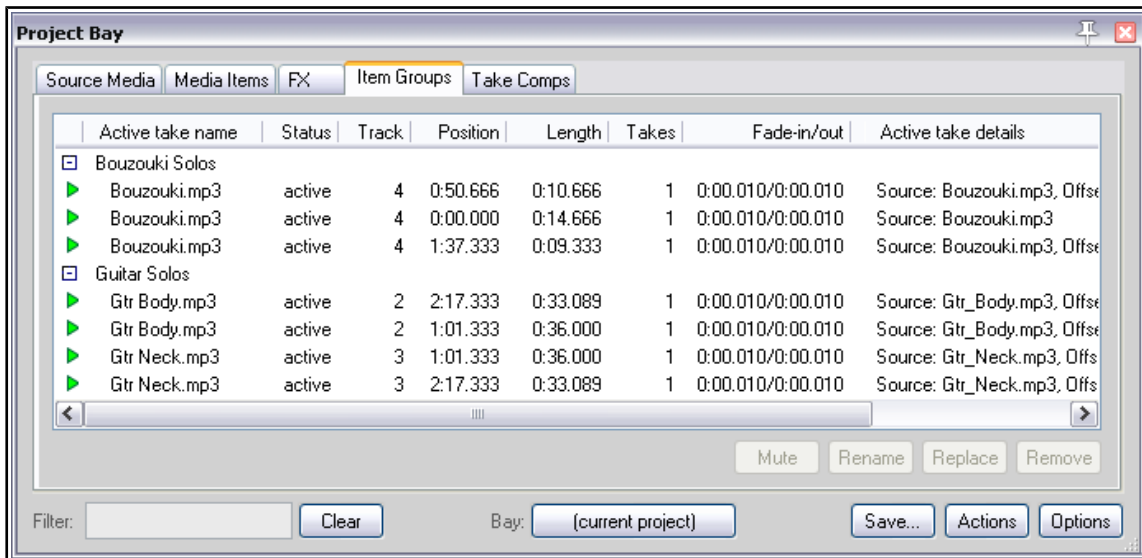 Project Bay
Source Media Media Items FX Item Groups Take Comps
Active take name Status Track Position Length Takes Fade-in/out Active take details
Bouzouki Solos
Bouzouki.mp3 active 4 0:50.666 0:10.666 1 0:00.010/0:00.010 Source: Bouzouki.mp3, Offse
Bouzouki.mp3 active 4 0:00.000 0:14.666 1 0:00.010/0:00.010 Source: Bouzouki.mp3
Bouzouki.mp3 active 4 1:37.333 0:09.333 1 0:00.010/0:00.010 Source: Bouzouki.mp3, Offse
Guitar Solos
Gtr Body.mp3 active 2 2:17.333 0:33.089 1 0:00.010/0:00.010 Source: Gtr_Body.mp3, Offse
Gtr Body.mp3 active 2 1:01.333 0:36.000 1 0:00.010/0:00.010 Source: Gtr_Body.mp3, Offse
Gtr Neck.mp3 active 3 1:01.333 0:36.000 1 0:00.010/0:00.010 Source: Gtr_Neck.mp3, Offs
Gtr Neck.mp3 active 3 2:17.333 0:33.089 1 0:00.010/0:00.010 Source: Gtr_Neck.mp3, Offs
Mute Rename Replace Remove
Filter: Clear Bay: (current project) Save... Actions Options